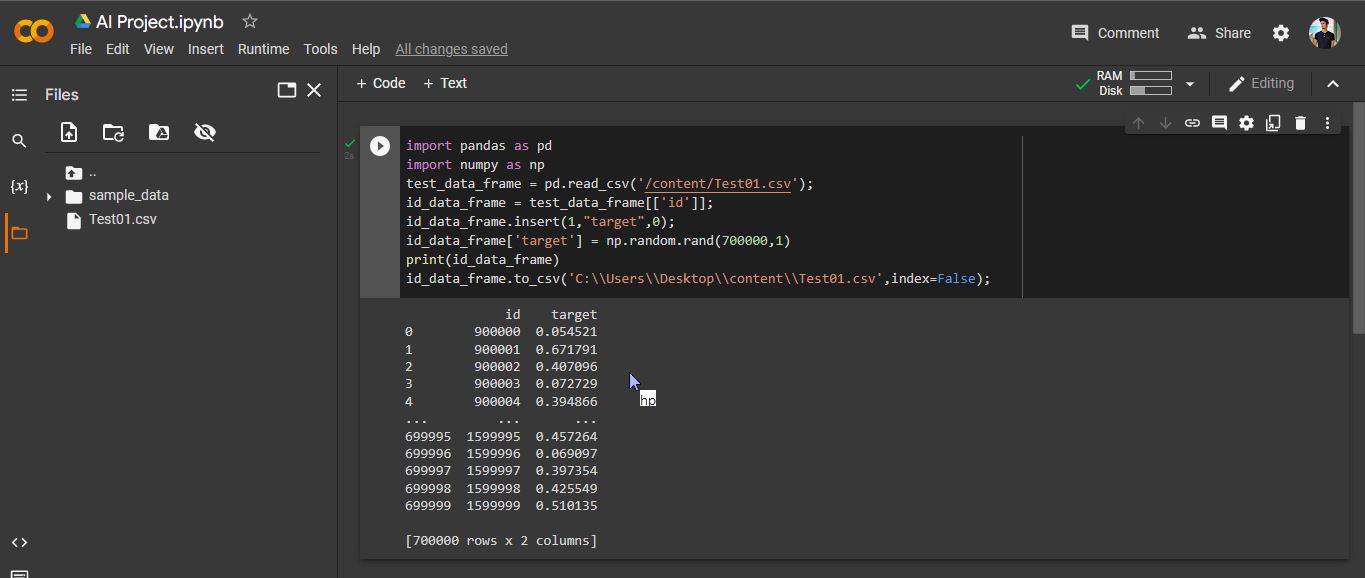 AI Project.ipynb
File Edit View Insert Runtime Tools Help All changes saved
Comment Share
Files
+ Code + Text
RAM
Disk
Editing
..
sample_data
Test01.csv
{x}
2s
import pandas as pd
import numpy as np
test_data_frame = pd.read_csv('/content/Test01.csv');
id_data_frame = test_data_frame[['id']];
id_data_frame.insert(1,"target",0);
id_data_frame['target'] = np.random.rand(700000,1)
print(id_data_frame)
id_data_frame.to_csv('C:\\Users\\Desktop\\content\\Test01.csv',index=False);
id target
0 900000 0.054521
1 900001 0.671791
2 900002 0.407096
3 900003 0.072729
4 900004 0.394866
... ... ...
699995 1599995 0.457264
699996 1599996 0.069097
699997 1599997 0.397354
699998 1599998 0.425549
699999 1599999 0.510135
[700000 rows x 2 columns]
hp